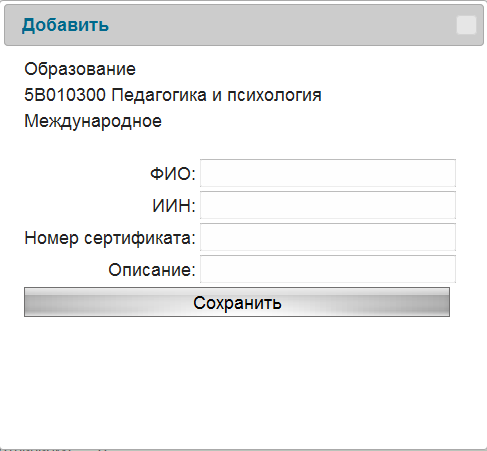 Добавить
Образование
5В010300 Педагогика и психология
Международное
ФИО:
ИИН:
Номер сертификата:
Описание:
Сохранить